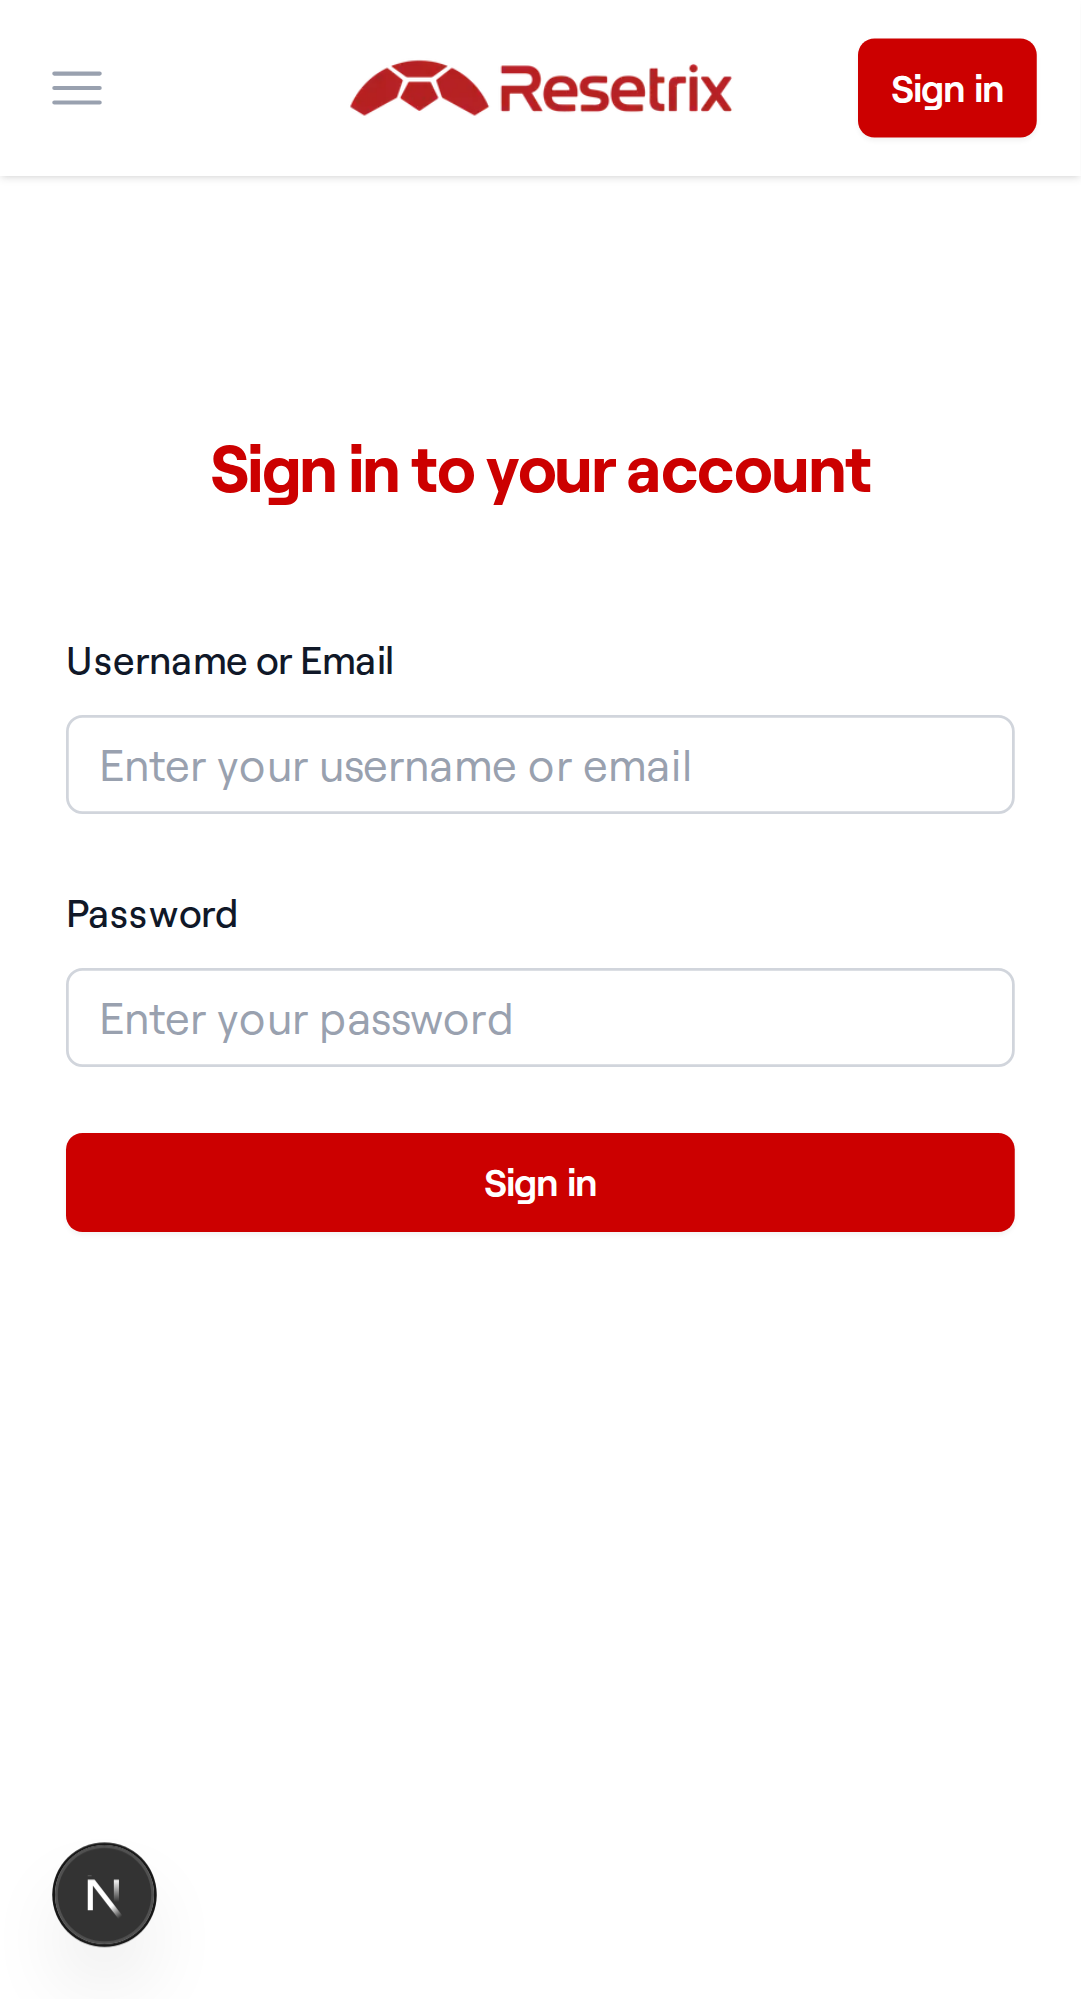 Resetrix
Sign in
Sign in to your account
Username or Email
Enter your username or email
Password
Enter your password
Sign in
N